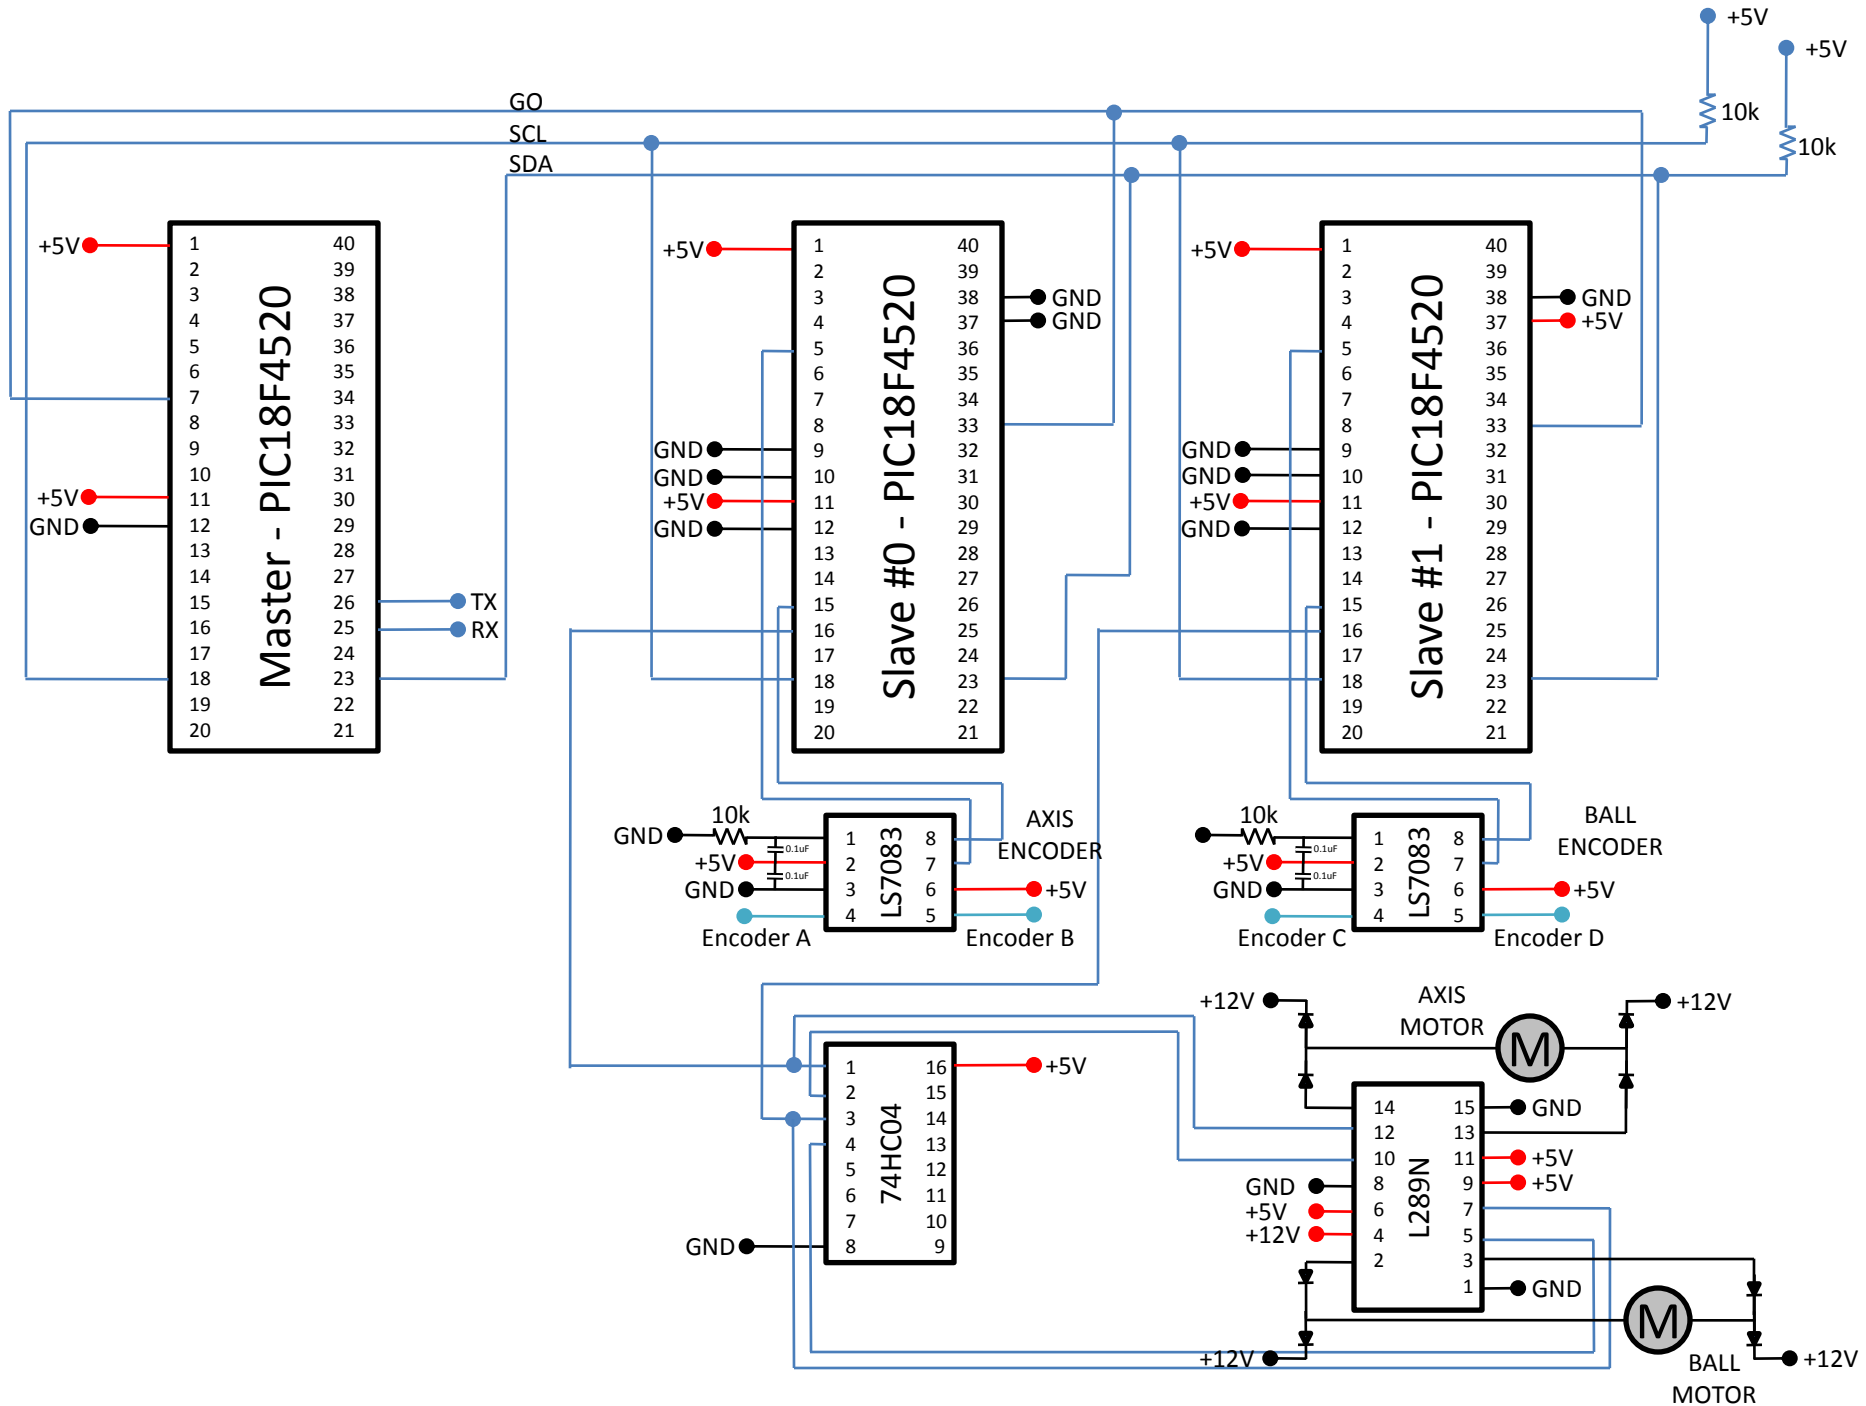 +5V
+5V
GO
10k
SCL
10k
SDA
Master - PIC18F4520
+5V
+5V
GND
1 40
2 39
3 38
4 37
5 36
6 35
7 34
8 33
9 32
10 31
11 30
12 29
13 28
14 27
15 26
16 25
17 24
18 23
19 22
20 21
TX
RX
Slave #0 - PIC18F4520
+5V
GND
GND
+5V
GND
1 40
2 39
3 38
4 37
5 36
6 35
7 34
8 33
9 32
10 31
11 30
12 29
13 28
14 27
15 26
16 25
17 24
18 23
19 22
20 21
GND
GND
Slave #1 - PIC18F4520
+5V
GND
GND
+5V
GND
1 40
2 39
3 38
4 37
5 36
6 35
7 34
8 33
9 32
10 31
11 30
12 29
13 28
14 27
15 26
16 25
17 24
18 23
19 22
20 21
GND
+5V
10k
GND
0.1uF
+5V
0.1uF
GND
Encoder A
LS7083
1 8
2 7
3 6
4 5
AXIS
ENCODER
+5V
Encoder B
10k
0.1uF
+5V
0.1uF
GND
Encoder C
LS7083
1 8
2 7
3 6
4 5
BALL
ENCODER
+5V
Encoder D
74HC04
1 16
2 15
3 14
4 13
5 12
6 11
7 10
8 9
+5V
GND
+12V
AXIS
MOTOR
M
+12V
L289N
14 15
12 13
10 11
8 9
6 7
4 5
2 3
1
GND
+5V
+5V
GND
+5V
+12V
GND
M
+12V
+12V
BALL
MOTOR